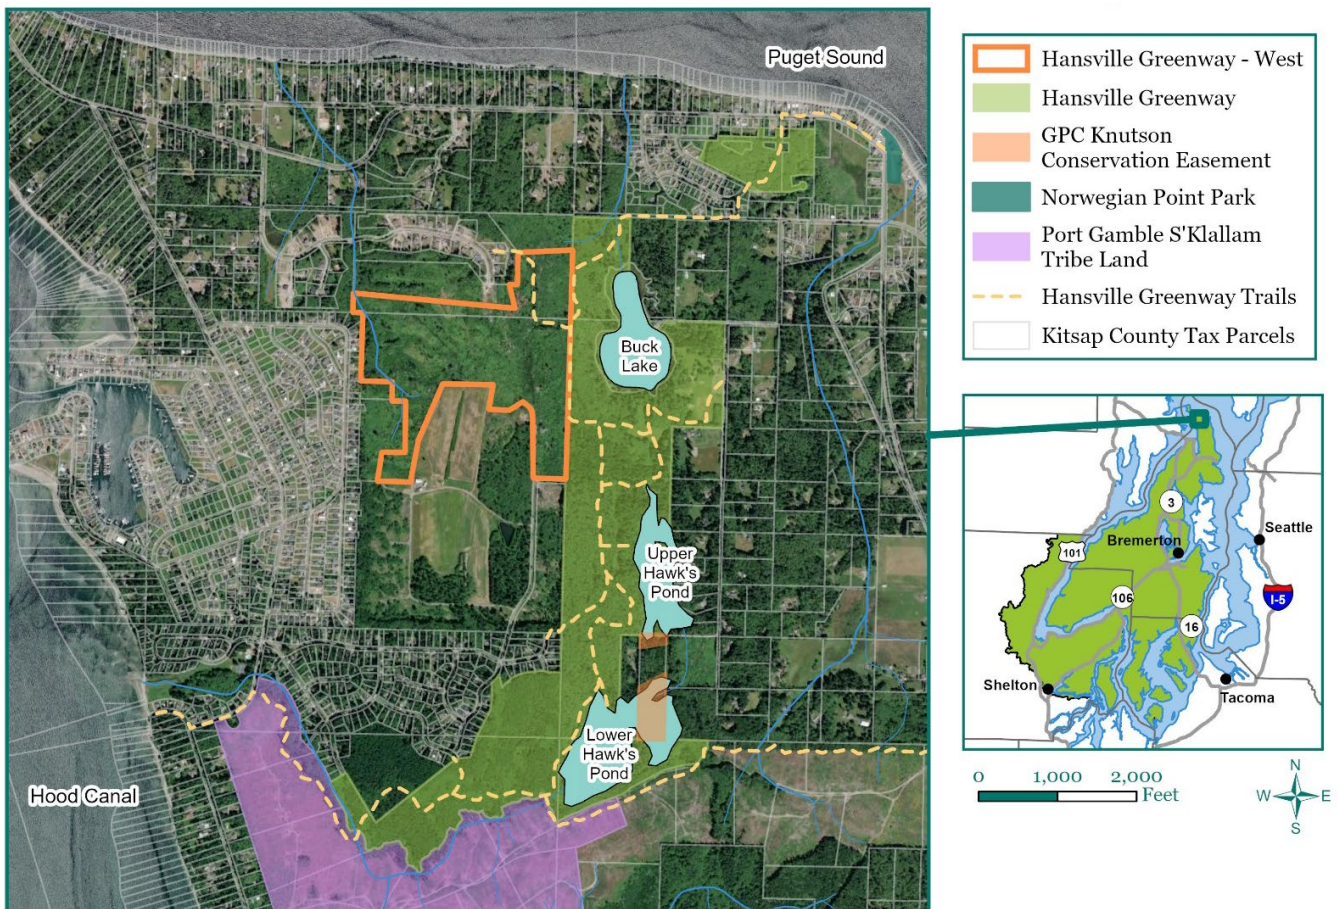 Puget Sound
Buck
Lake
Upper
Hawk's
Pond
Lower
Hawk's
Pond
Hood Canal
Hansville Greenway - West
Hansville Greenway
GPC Knutson
Conservation Easement
Norwegian Point Park
Port Gamble S'Klallam
Tribe Land
Hansville Greenway Trails
Kitsap County Tax Parcels
3
Seattle
Bremerton
101
I-5
106
16
Shelton
Tacoma
0 1,000 2,000
Feet
N
W E
S